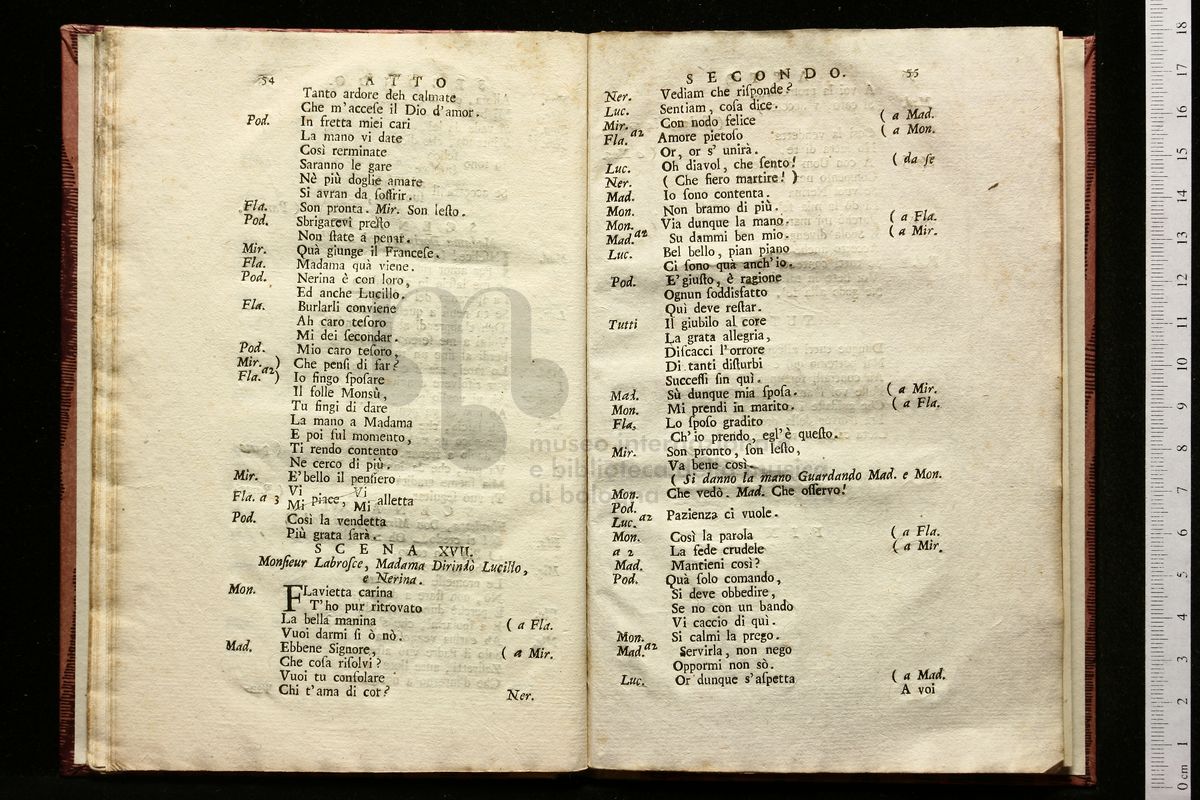 54 ATTO
Tanto ardore deh calmate
Che m'acceſe il Dio d'amor.
Pod. In fretta miei cari
La mano vi date
Così rerminate
Saranno le gare
Nè più doglie amare
Si avran da ſoffrir.
Fla. Son pronta. Mir. Son leſto.
Pod. Sbrigatevi preſto
Non ſtate a penar.
Mir. Quà giunge il Franceſe.
Fla. Madama quà viene.
Pod. Nerina è con loro,
Ed anche Lucillo.
Fla. Burlarli conviene
Ah caro teſoro
Mi dei ſecondar.
Pod. Mio caro teſoro,
Mir. ) Che penſi di far?
Fla. a2 ) Io fingo ſpoſare
Il folle Monsù,
Tu fingi di dare
La mano a Madama
E poi ſul momento,
Ti rendo contento
Ne cerco di più.
Mir. E'bello il penſiero
Vi Vi
Fla. a 3 Mi piace, Mi alletta
Pod. Così la vendetta
Più grata ſarà.
SCENA XVII.
Monſieur Labroſce, Madama Dirindò Lucillo,
e Nerina.
Mon. FLavietta carina
T'ho pur ritrovato
La bella manina ( a Fla.
Vuoi darmi ſi ò nò.
Mad. Ebbene Signore, ( a Mir.
Che coſa riſolvi?
Vuoi tu conſolare
Chi t'ama di cor? Ner.
SECONDO. 55
Ner. Vediam che riſponde?
Luc. Sentiam, coſa dice.
Mir. Con nodo felice ( a Mad.
Fla. a2 Amore pietoſo ( a Mon.
Or, or s' unirà.
Luc. Oh diavol, che ſento! ( da ſe
Ner. ( Che fiero martire! )
Mad. Io ſono contenta.
Mon. Non bramo di più.
Mon. Via dunque la mano. ( a Fla.
Mad. a2 Su dammi ben mio. ( a Mir.
Luc. Bel bello, pian piano
Ci ſono quà anch'io.
Pod. E'giuſto, è ragione
Ognun ſoddisfatto
Quì deve reſtar.
Tutti Il giubilo al core
La grata allegria,
Diſcacci l'orrore
Di tanti diſturbi
Succeſſi ſin quì.
Mad. Sù dunque mia ſpoſa. ( a Mir.
Mon. Mi prendi in marito. ( a Fla.
Fla. Lo ſpoſo gradito
Ch'io prendo, egl'è queſto.
Mir. Son pronto, ſon leſto,
Va bene così.
( Si danno la mano Guardando Mad. e Mon.
Mon. Che vedo. Mad. Che oſſervo!
Pod.
Luc. a2 Pazienza ci vuole.
Mon. Così la parola ( a Fla.
a 2 La fede crudele ( a Mir.
Mad. Mantieni così?
Pod. Quà ſolo comando,
Si deve obbedire,
Se no con un bando
Vi caccio di quì.
Mon. Si calmi la prego.
Mad. a2 Servirla, non nego
Oppormi non sò.
Luc. Or dunque s'aſpetta ( a Mad.
A voi
museo internazionale
e biblioteca della musica
di bologna